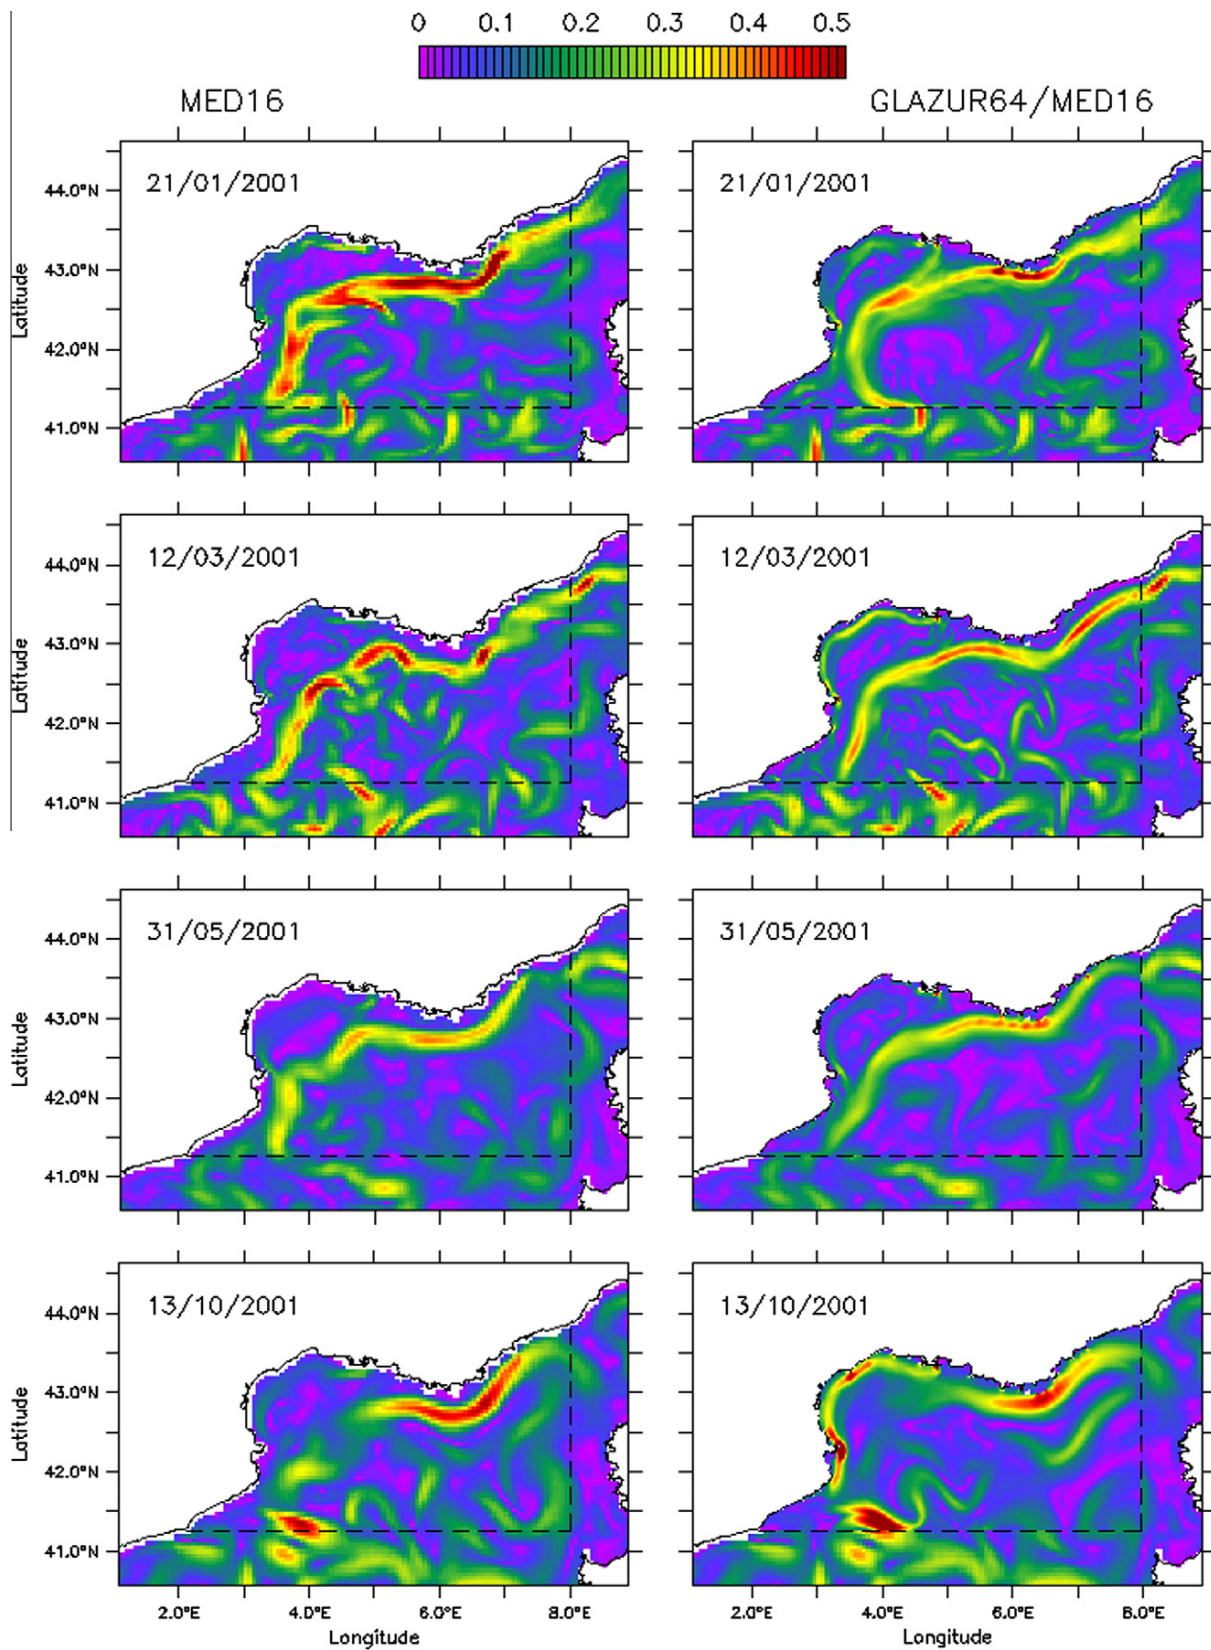 0 0.1 0.2 0.3 0.4 0.5
MED16 GLAZUR64/MED16
21/01/2001 21/01/2001
44.0°N
43.0°N
42.0°N
41.0°N
Latitude
12/03/2001 12/03/2001
44.0°N
43.0°N
42.0°N
41.0°N
Latitude
31/05/2001 31/05/2001
44.0°N
43.0°N
42.0°N
41.0°N
Latitude
13/10/2001 13/10/2001
44.0°N
43.0°N
42.0°N
41.0°N
Latitude
2.0°E 4.0°E 6.0°E 8.0°E 2.0°E 4.0°E 6.0°E 8.0°E
Longitude Longitude